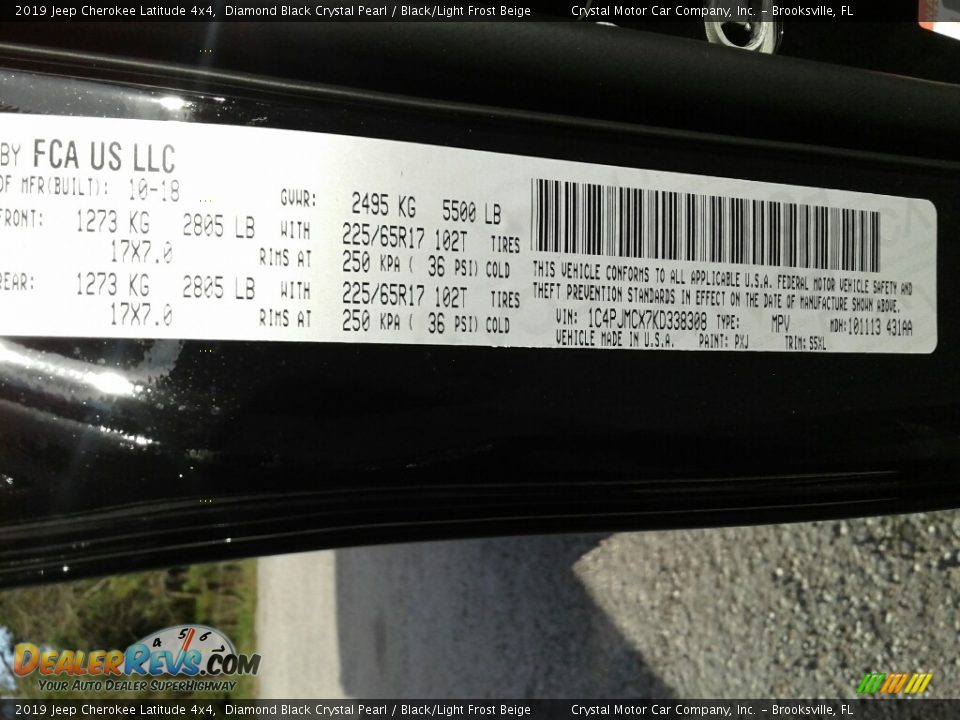 2019 Jeep Cherokee Latitude 4x4, Diamond Black Crystal Pearl / Black/Light Frost Beige Crystal Motor Car Company, Inc. - Brooksville, FL
BY FCA US LLC
OF MFR(BUILT): 10-18
GVWR: 2495 KG 5500 LB
FRONT: 1273 KG 2805 LB WITH 225/65R17 102T TIRES
17X7.0 RIMS AT 250 KPA ( 36 PSI) COLD
REAR: 1273 KG 2805 LB WITH 225/65R17 102T TIRES
17X7.0 RIMS AT 250 KPA ( 36 PSI) COLD
THIS VEHICLE CONFORMS TO ALL APPLICABLE U.S.A. FEDERAL MOTOR VEHICLE SAFETY AND
THEFT PREVENTION STANDARDS IN EFFECT ON THE DATE OF MANUFACTURE SHOWN ABOVE.
VIN: 1C4PJMCX7KD338308 TYPE: MPV MDH:101113 431AA
VEHICLE MADE IN U.S.A. PAINT: PXJ TRIM: S5XL
4 5 6
DealerRevs.com
Your Auto Dealer SuperHighway
2019 Jeep Cherokee Latitude 4x4, Diamond Black Crystal Pearl / Black/Light Frost Beige Crystal Motor Car Company, Inc. - Brooksville, FL